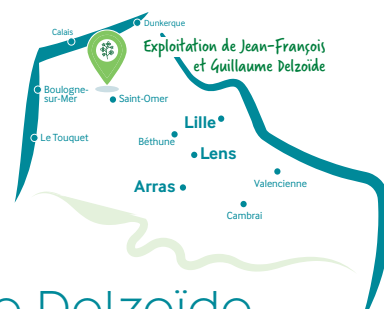 Dunkerque
Calais
Exploitation de Jean-François
et Guillaume Delzoïde
Boulogne-
sur-Mer
Saint-Omer
Lille
Le Touquet
Béthune
Lens
Valencienne
Arras
Cambrai
Delzoïde